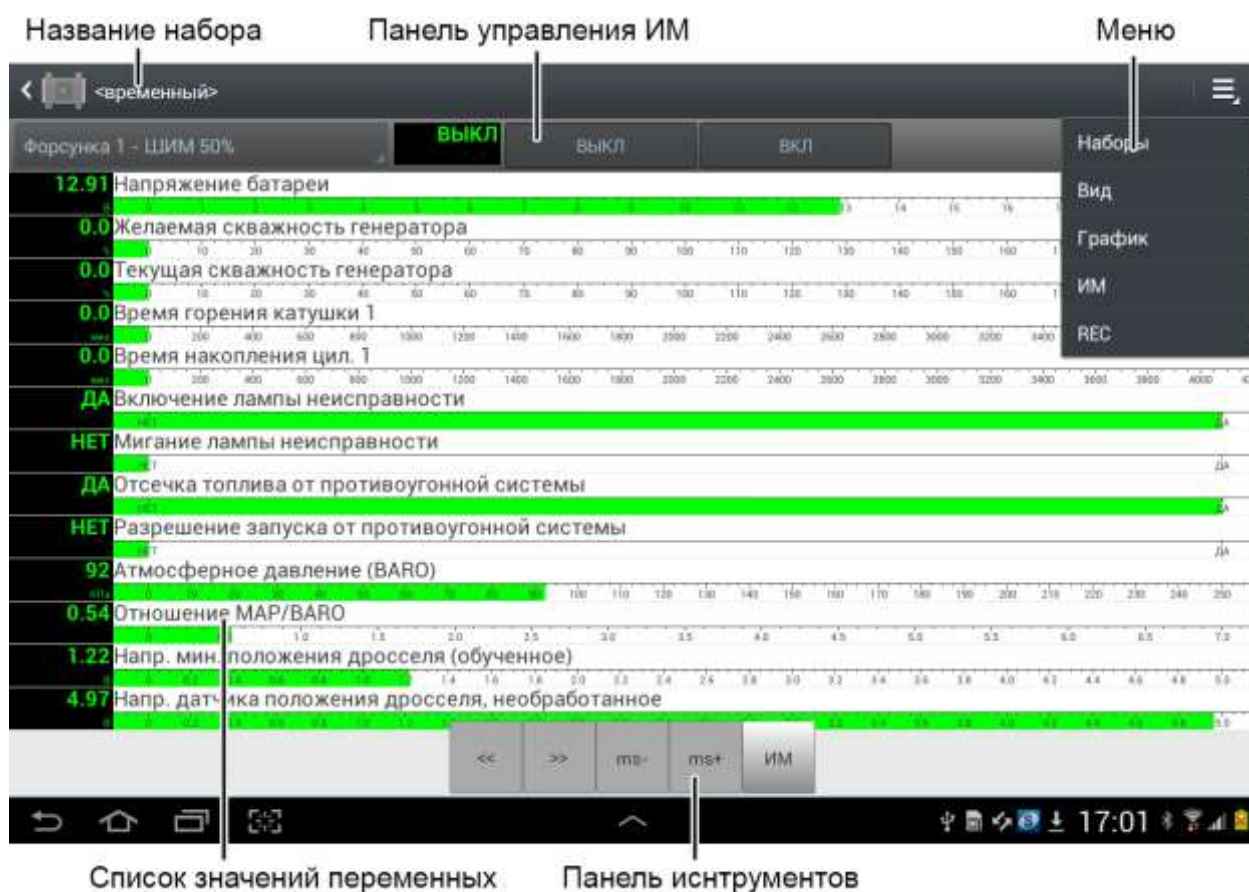 Название набора Панель управления ИМ Меню
<временный>
Форсунка 1 - ШИМ 50% ВЫКЛ ВЫКЛ ВКЛ
Наборы
Вид
График
ИМ
REC
12.91 Напряжение батареи
0.0 Желаемая скважность генератора
0.0 Текущая скважность генератора
0.0 Время горения катушки 1
0.0 Время накопления цил. 1
ДА Включение лампы неисправности
НЕТ Мигание лампы неисправности
ДА Отсечка топлива от противоугонной системы
НЕТ Разрешение запуска от противоугонной системы
92 Атмосферное давление (BARO)
0.54 Отношение MAP/BARO
1.22 Напр. мин. положения дросселя (обученное)
4.97 Напр. датчика положения дросселя, необработанное
<< >> ms- ms+ ИМ
17:01
Список значений переменных Панель иснтрументов